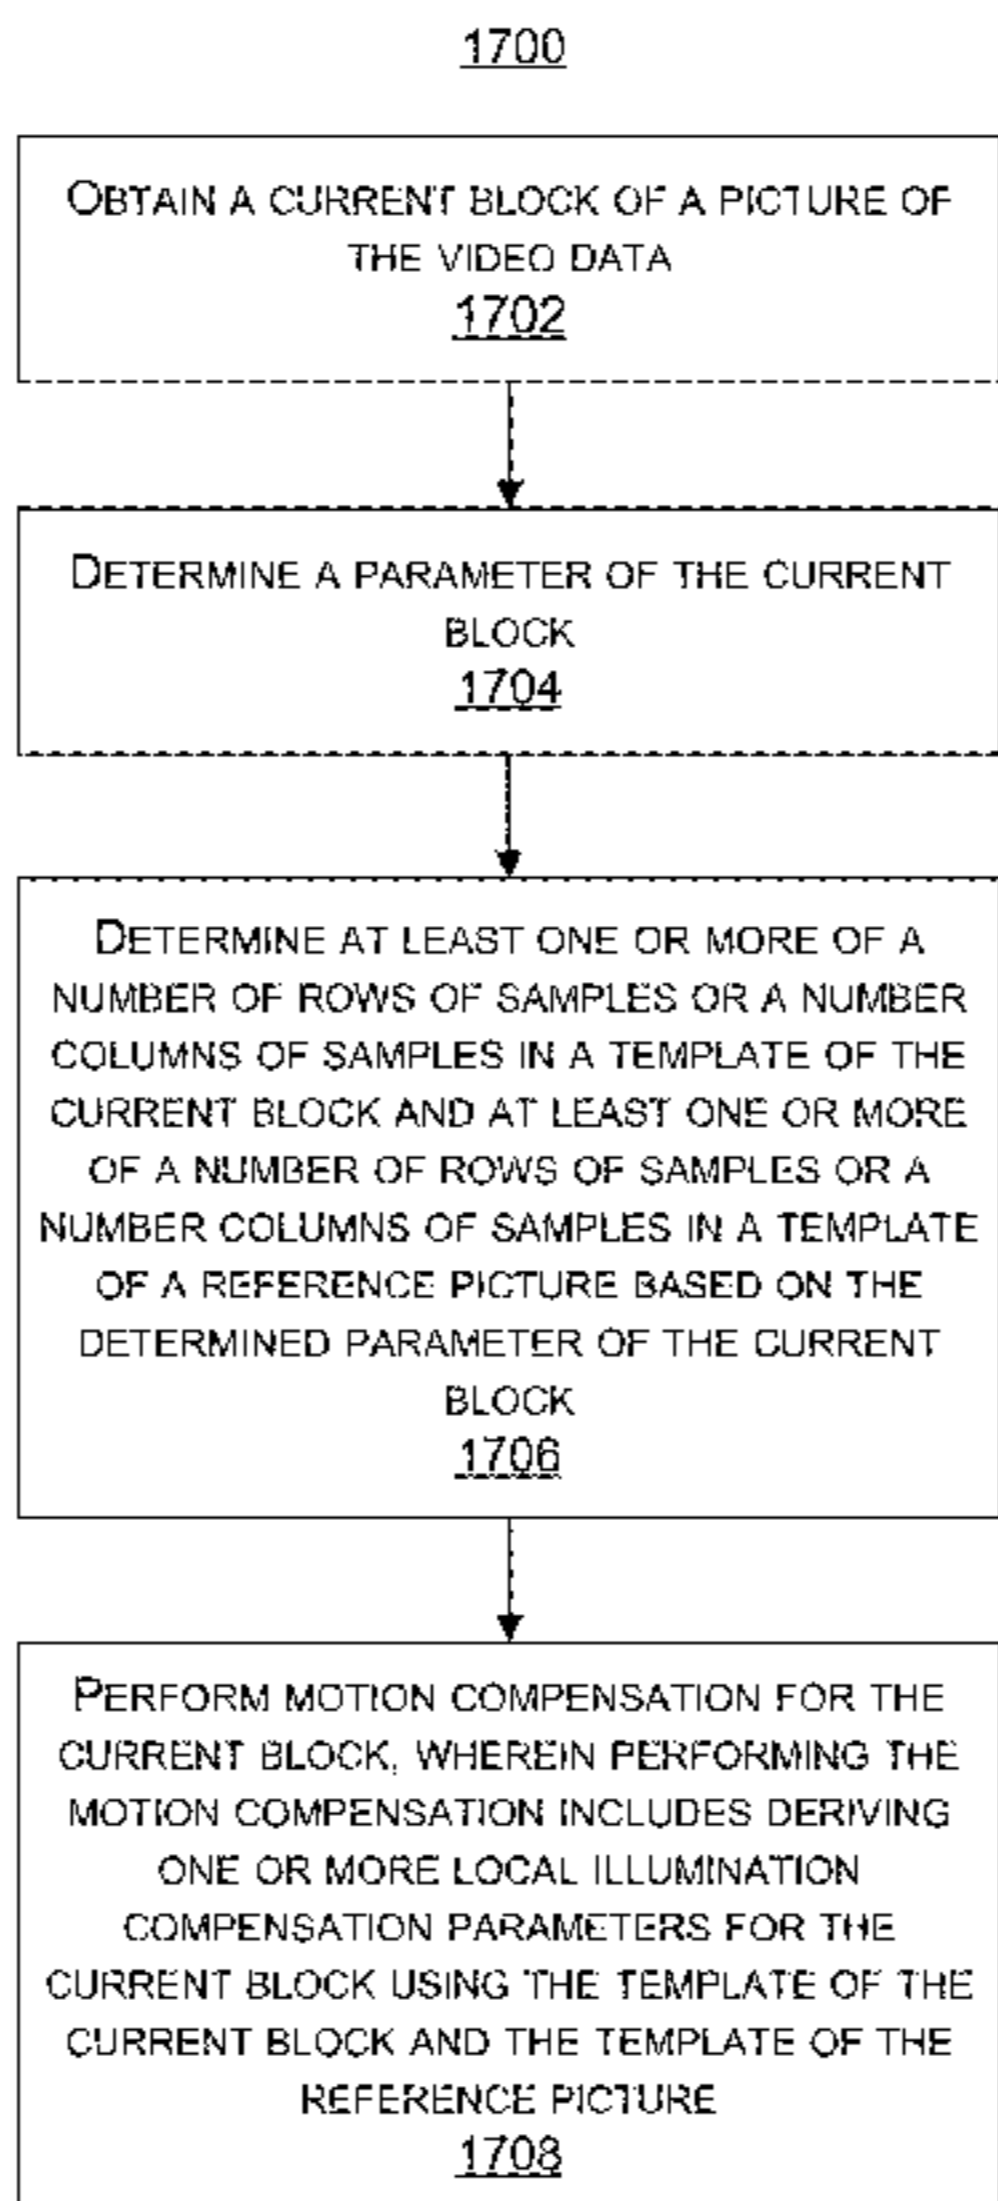 1700
OBTAIN A CURRENT BLOCK OF A PICTURE OF
THE VIDEO DATA
1702
DETERMINE A PARAMETER OF THE CURRENT
BLOCK
1704
DETERMINE AT LEAST ONE OR MORE OF A
NUMBER OF ROWS OF SAMPLES OR A NUMBER
COLUMNS OF SAMPLES IN A TEMPLATE OF THE
CURRENT BLOCK AND AT LEAST ONE OR MORE
OF A NUMBER OF ROWS OF SAMPLES OR A
NUMBER COLUMNS OF SAMPLES IN A TEMPLATE
OF A REFERENCE PICTURE BASED ON THE
DETERMINED PARAMETER OF THE CURRENT
BLOCK
1706
PERFORM MOTION COMPENSATION FOR THE
CURRENT BLOCK, WHEREIN PERFORMING THE
MOTION COMPENSATION INCLUDES DERIVING
ONE OR MORE LOCAL ILLUMINATION
COMPENSATION PARAMETERS FOR THE
CURRENT BLOCK USING THE TEMPLATE OF THE
CURRENT BLOCK AND THE TEMPLATE OF THE
REFERENCE PICTURE
1708